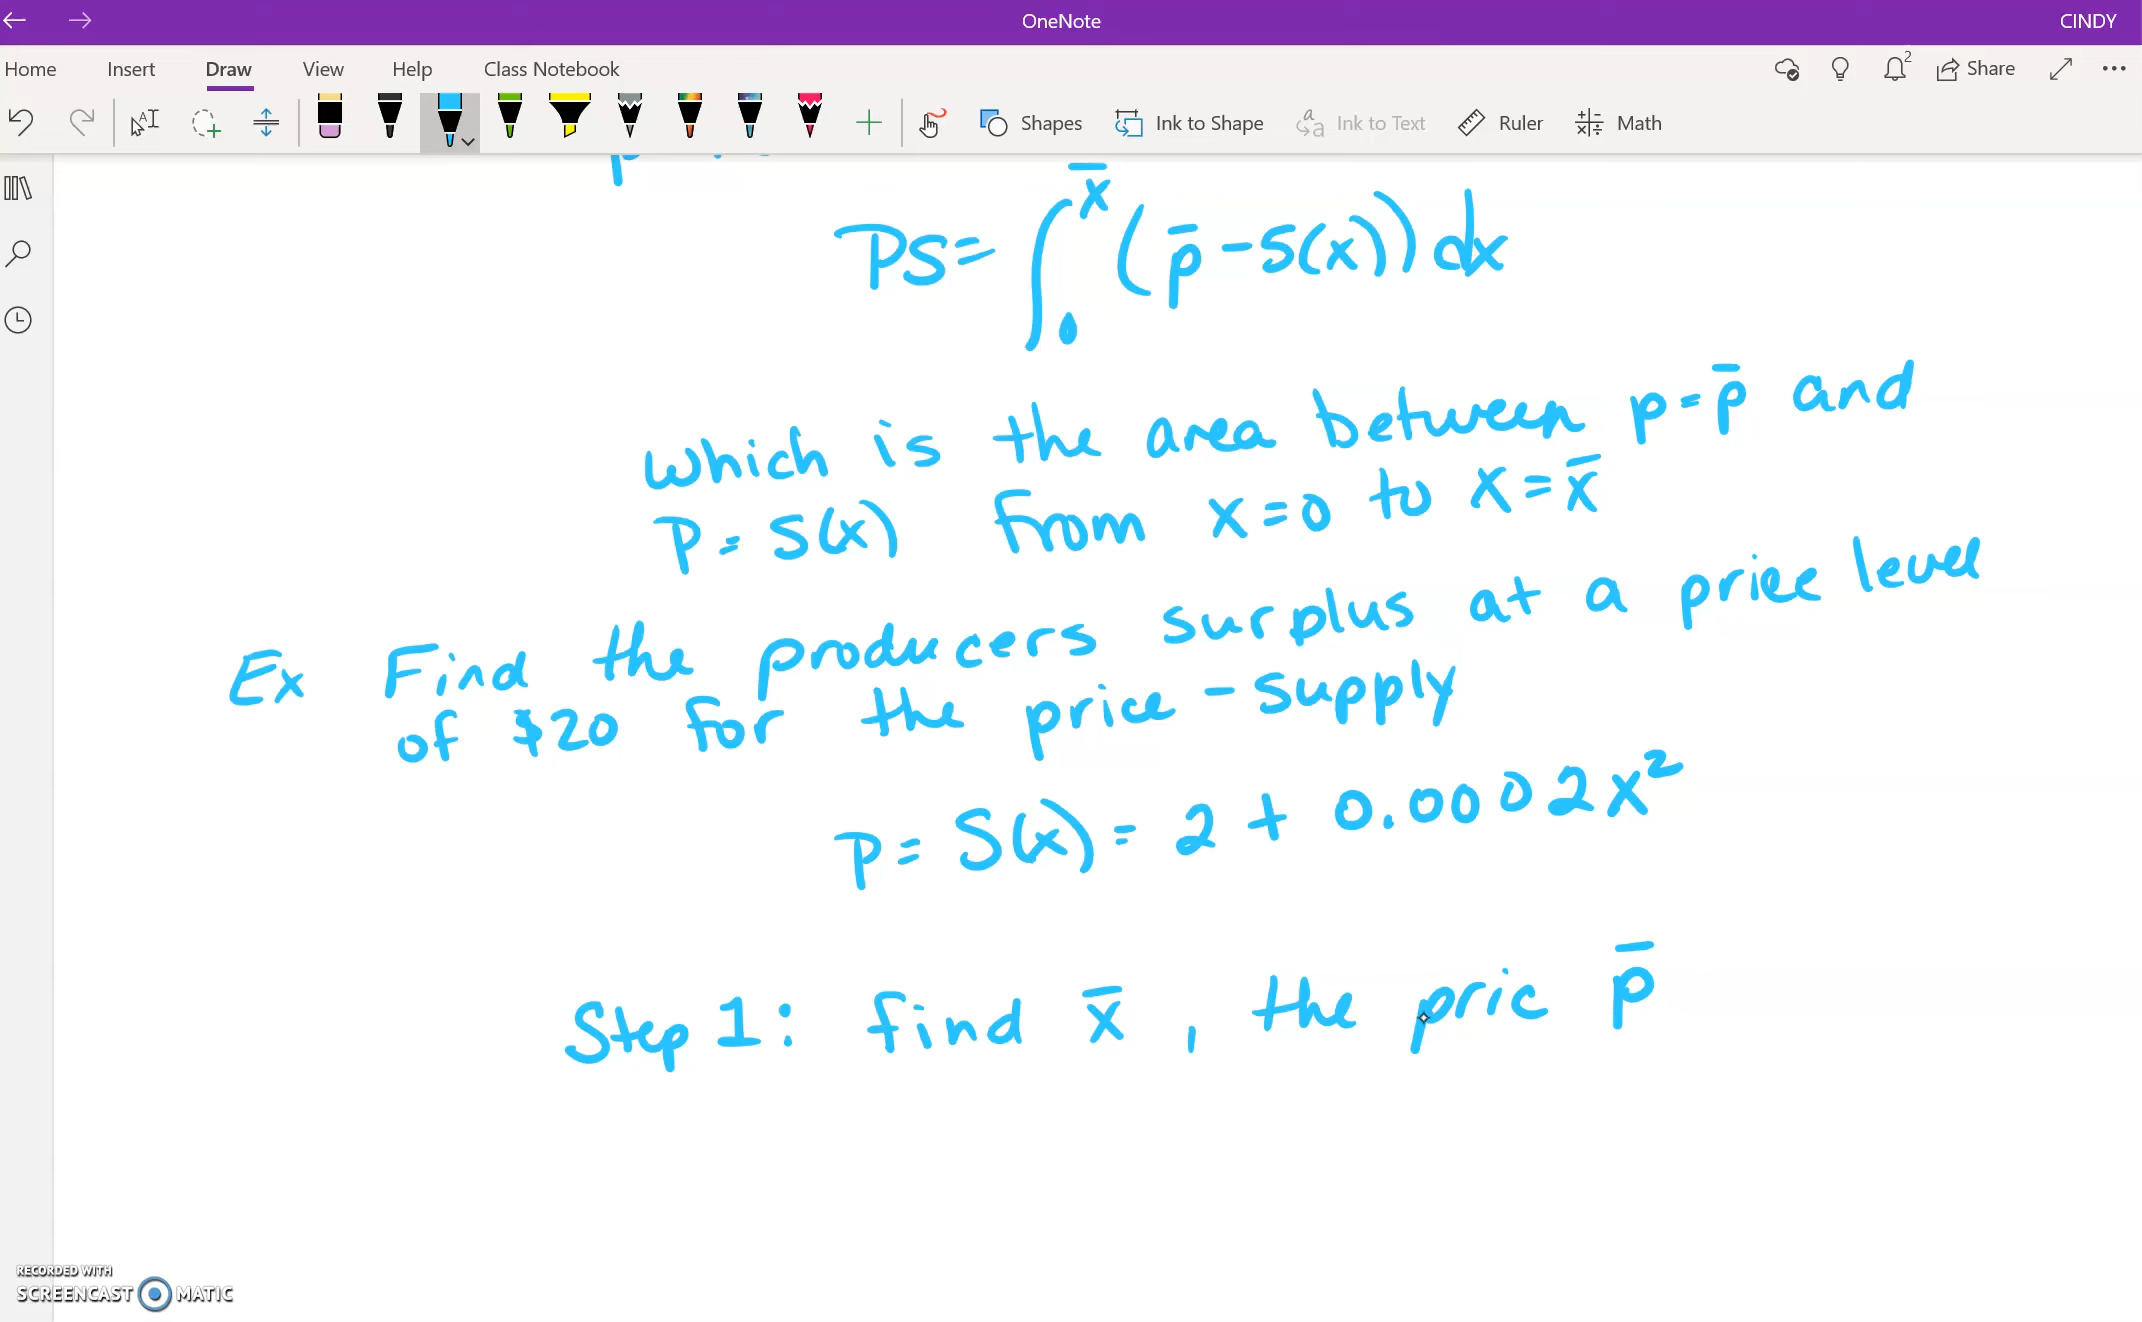 OneNote
CINDY
Home Insert Draw View Help Class Notebook 2 Share
AI Shapes Ink to Shape a a Ink to Text Ruler Math
PS = ∫₀^x̄ (p̄ - S(x)) dx
which is the area between p = p̄ and
p = S(x) from x = 0 to x = x̄
Ex Find the producers surplus at a price level
of $20 for the price - supply
p = S(x) = 2 + 0.0002x²
Step 1: find x̄, the pric p̄
RECORDED WITH
SCREENCAST MATIC